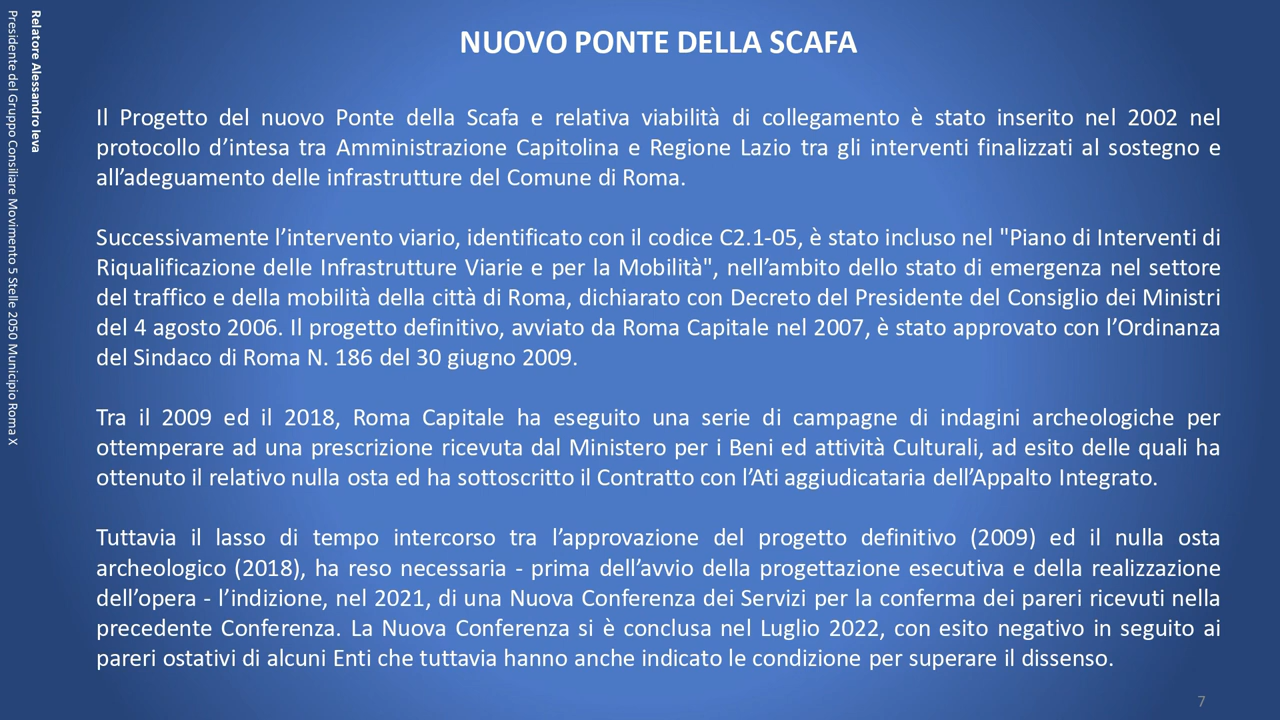 NUOVO PONTE DELLA SCAFA
Relatore Alessandro Ieva
Presidente del Gruppo Consiliare Movimento 5 Stelle 2050 Municipio Roma X
Il Progetto del nuovo Ponte della Scafa e relativa viabilità di collegamento è stato inserito nel 2002 nel
protocollo d’intesa tra Amministrazione Capitolina e Regione Lazio tra gli interventi finalizzati al sostegno e
all’adeguamento delle infrastrutture del Comune di Roma.
Successivamente l’intervento viario, identificato con il codice C2.1-05, è stato incluso nel "Piano di Interventi di
Riqualificazione delle Infrastrutture Viarie e per la Mobilità", nell’ambito dello stato di emergenza nel settore
del traffico e della mobilità della città di Roma, dichiarato con Decreto del Presidente del Consiglio dei Ministri
del 4 agosto 2006. Il progetto definitivo, avviato da Roma Capitale nel 2007, è stato approvato con l’Ordinanza
del Sindaco di Roma N. 186 del 30 giugno 2009.
Tra il 2009 ed il 2018, Roma Capitale ha eseguito una serie di campagne di indagini archeologiche per
ottemperare ad una prescrizione ricevuta dal Ministero per i Beni ed attività Culturali, ad esito delle quali ha
ottenuto il relativo nulla osta ed ha sottoscritto il Contratto con l’Ati aggiudicataria dell’Appalto Integrato.
Tuttavia il lasso di tempo intercorso tra l’approvazione del progetto definitivo (2009) ed il nulla osta
archeologico (2018), ha reso necessaria - prima dell’avvio della progettazione esecutiva e della realizzazione
dell’opera - l’indizione, nel 2021, di una Nuova Conferenza dei Servizi per la conferma dei pareri ricevuti nella
precedente Conferenza. La Nuova Conferenza si è conclusa nel Luglio 2022, con esito negativo in seguito ai
pareri ostativi di alcuni Enti che tuttavia hanno anche indicato le condizione per superare il dissenso.
7